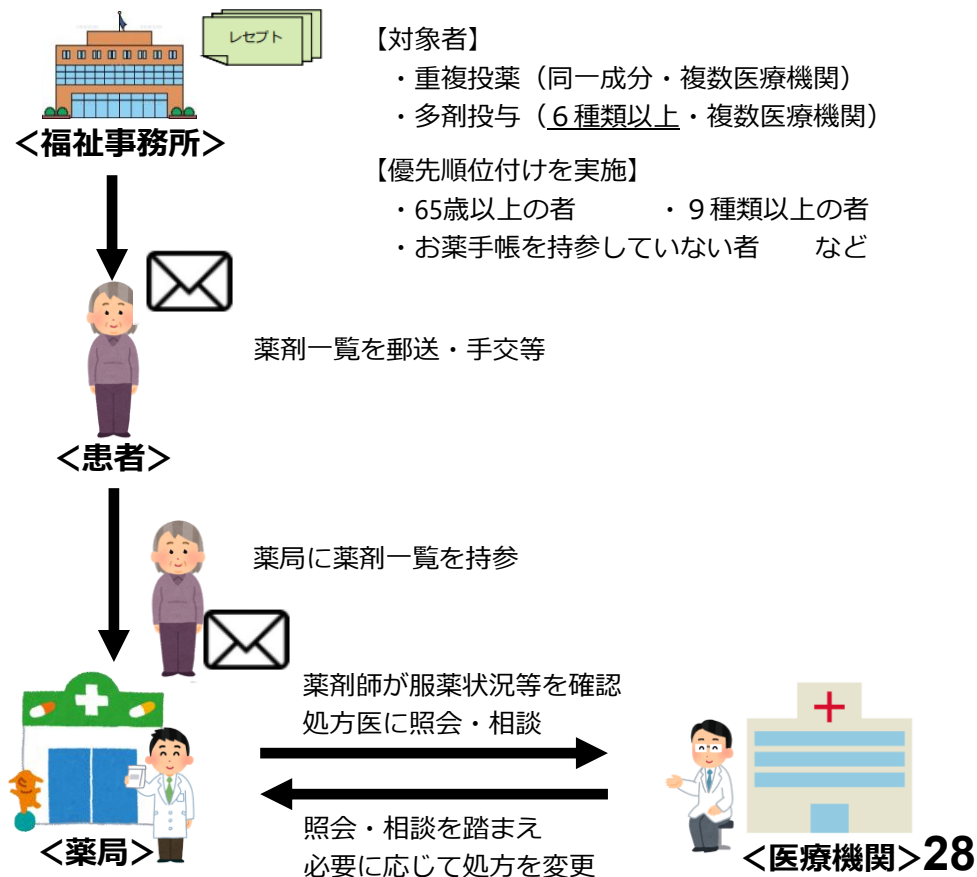 レセプト
【対象者】
・重複投薬（同一成分・複数医療機関）
・多剤投与（６種類以上・複数医療機関）
＜福祉事務所＞
【優先順位付けを実施】
・65歳以上の者　　・９種類以上の者
・お薬手帳を持参していない者　　など
薬剤一覧を郵送・手交等
＜患者＞
薬局に薬剤一覧を持参
薬剤師が服薬状況等を確認
処方医に照会・相談
照会・相談を踏まえ
必要に応じて処方を変更
＜薬局＞
＜医療機関＞28